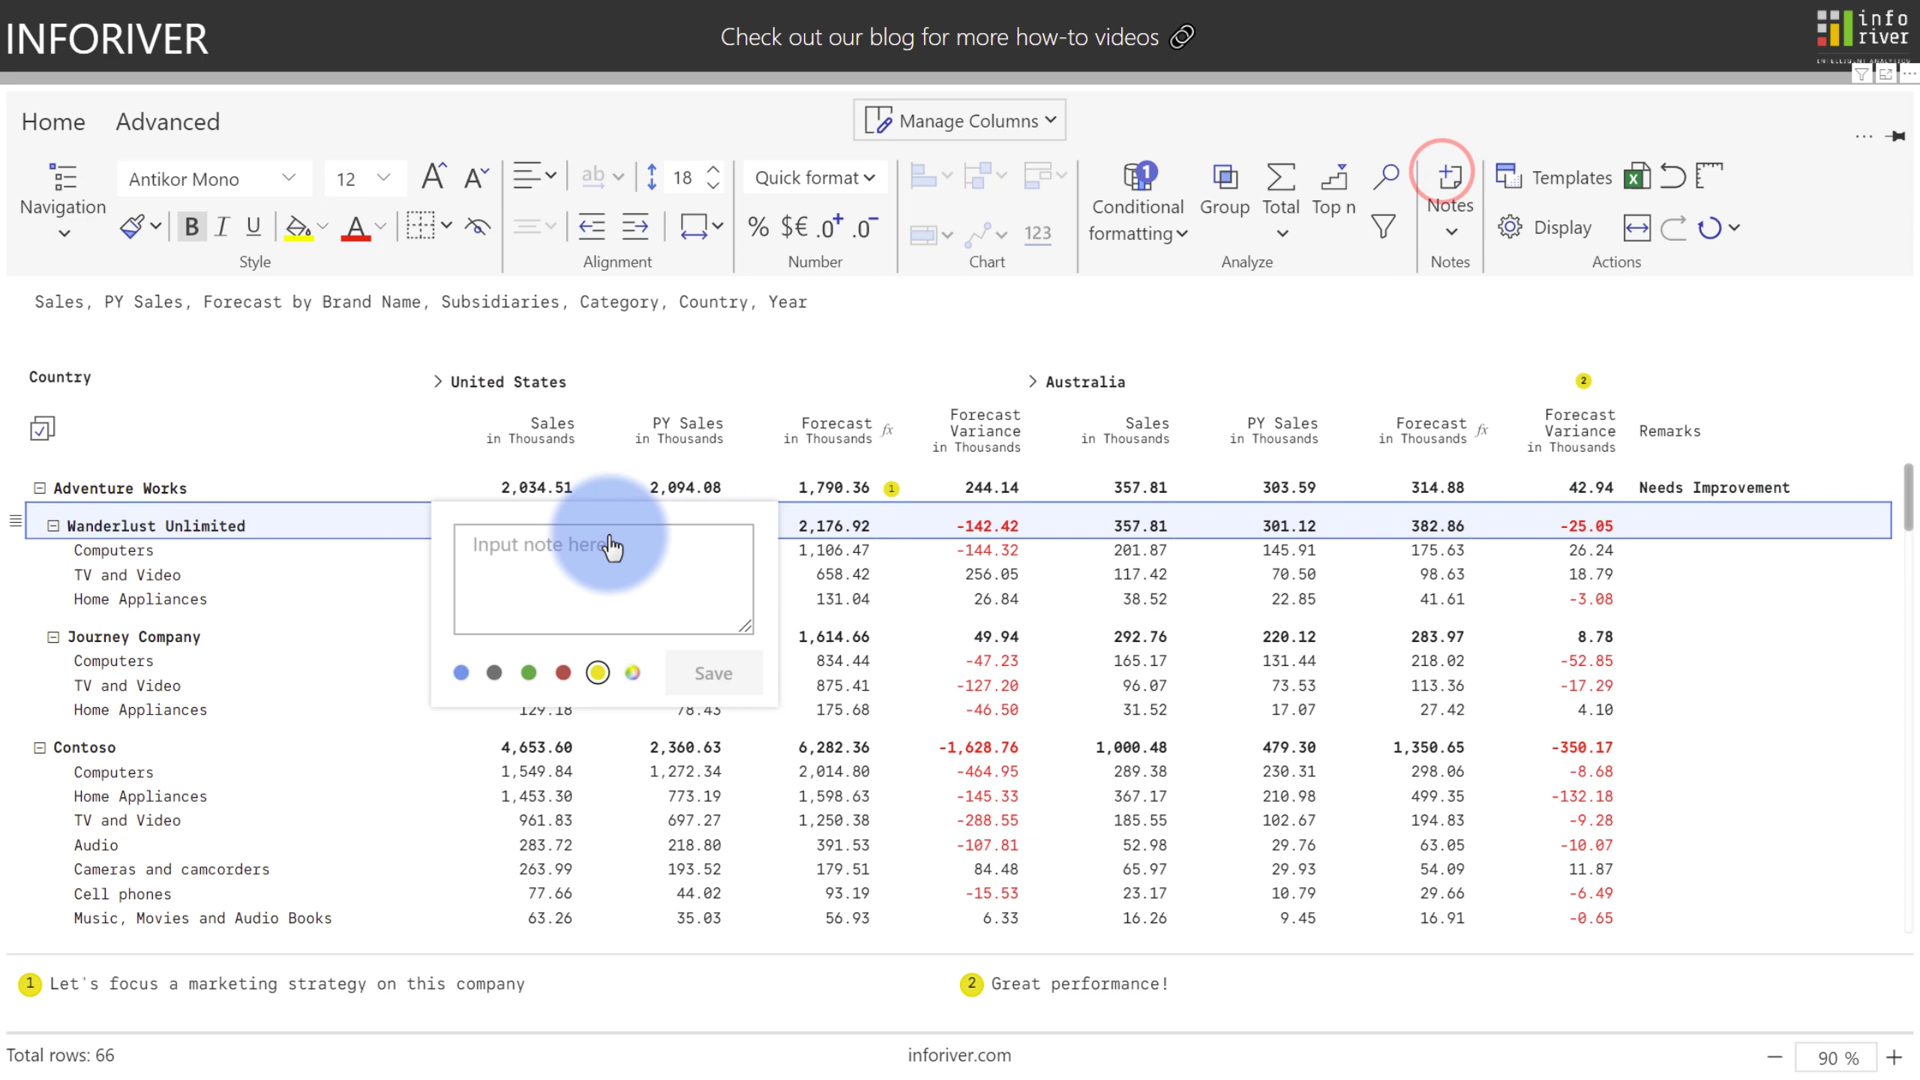 INFORIVER
Check out our blog for more how-to videos
info
river
Home Advanced
Manage Columns
Navigation
Antikor Mono 12
18
Quick format
Conditional
formatting
Group Total Top n
Notes
Templates
Display
B I U
A
% $€ .0+ .0-
123
Style Alignment Number Chart Analyze Notes Actions
Sales, PY Sales, Forecast by Brand Name, Subsidiaries, Category, Country, Year
Country United States Australia 2
Sales in Thousands PY Sales in Thousands Forecast in Thousands fx Forecast Variance in Thousands Sales in Thousands PY Sales in Thousands Forecast in Thousands fx Forecast Variance in Thousands Remarks
Adventure Works 2,034.51 2,094.08 1,790.36 1 244.14 357.81 303.59 314.88 42.94 Needs Improvement
Wanderlust Unlimited 2,176.92 -142.42 357.81 301.12 382.86 -25.05
Computers 1,106.47 -144.32 201.87 145.91 175.63 26.24
TV and Video 658.42 256.05 117.42 70.50 98.63 18.79
Home Appliances 131.04 26.84 38.52 22.85 41.61 -3.08
Journey Company 1,614.66 49.94 292.76 220.12 283.97 8.78
Computers 834.44 -47.23 165.17 131.44 218.02 -52.85
TV and Video 875.41 -127.20 96.07 73.53 113.36 -17.29
Home Appliances 129.18 78.43 175.68 -46.50 31.52 17.07 27.42 4.10
Input note here
Save
Contoso 4,653.60 2,360.63 6,282.36 -1,628.76 1,000.48 479.30 1,350.65 -350.17
Computers 1,549.84 1,272.34 2,014.80 -464.95 289.38 230.31 298.06 -8.68
Home Appliances 1,453.30 773.19 1,598.63 -145.33 367.17 210.98 499.35 -132.18
TV and Video 961.83 697.27 1,250.38 -288.55 185.55 102.67 194.83 -9.28
Audio 283.72 218.80 391.53 -107.81 52.98 29.76 63.05 -10.07
Cameras and camcorders 263.99 193.52 179.51 84.48 65.97 29.93 54.09 11.87
Cell phones 77.66 44.02 93.19 -15.53 23.17 10.79 29.66 -6.49
Music, Movies and Audio Books 63.26 35.03 56.93 6.33 16.26 9.45 16.91 -0.65
1 Let's focus a marketing strategy on this company
2 Great performance!
Total rows: 66
inforiver.com
90 %